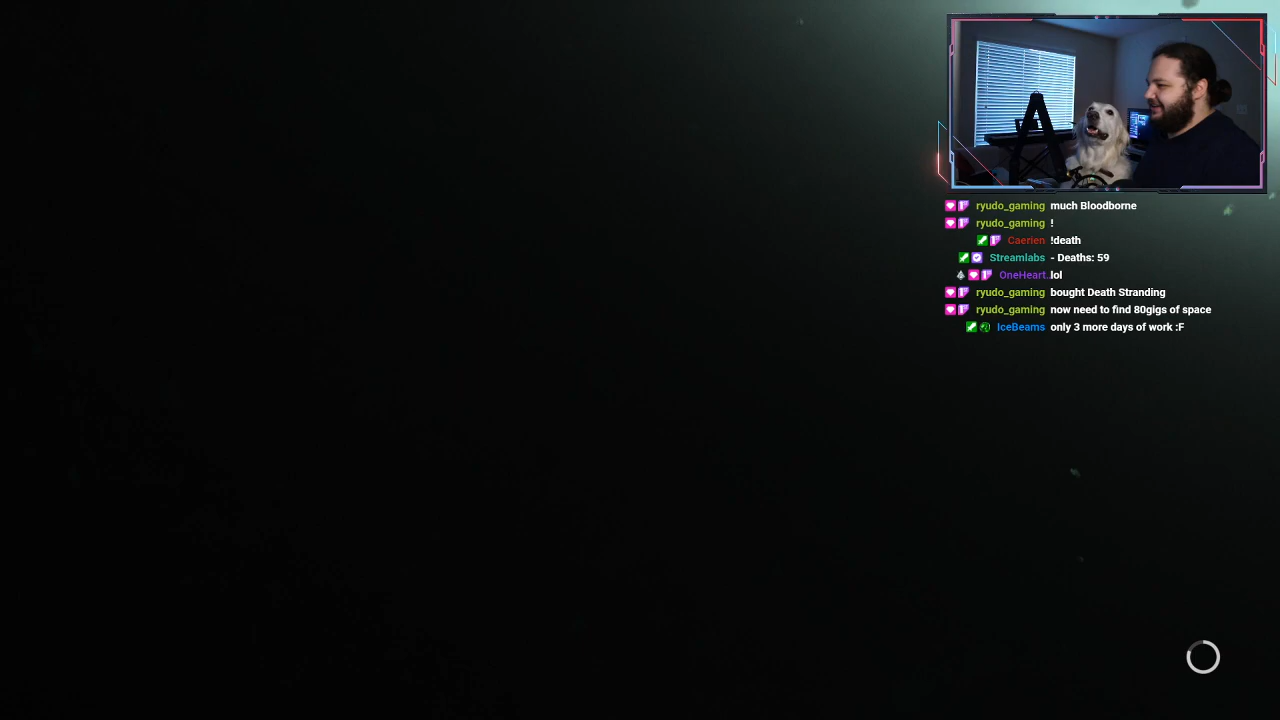 ryudo_gaming much Bloodborne
ryudo_gaming !
Caerien !death
Streamlabs - Deaths: 59
OneHeart.. lol
ryudo_gaming bought Death Stranding
ryudo_gaming now need to find 80gigs of space
IceBeams only 3 more days of work :F